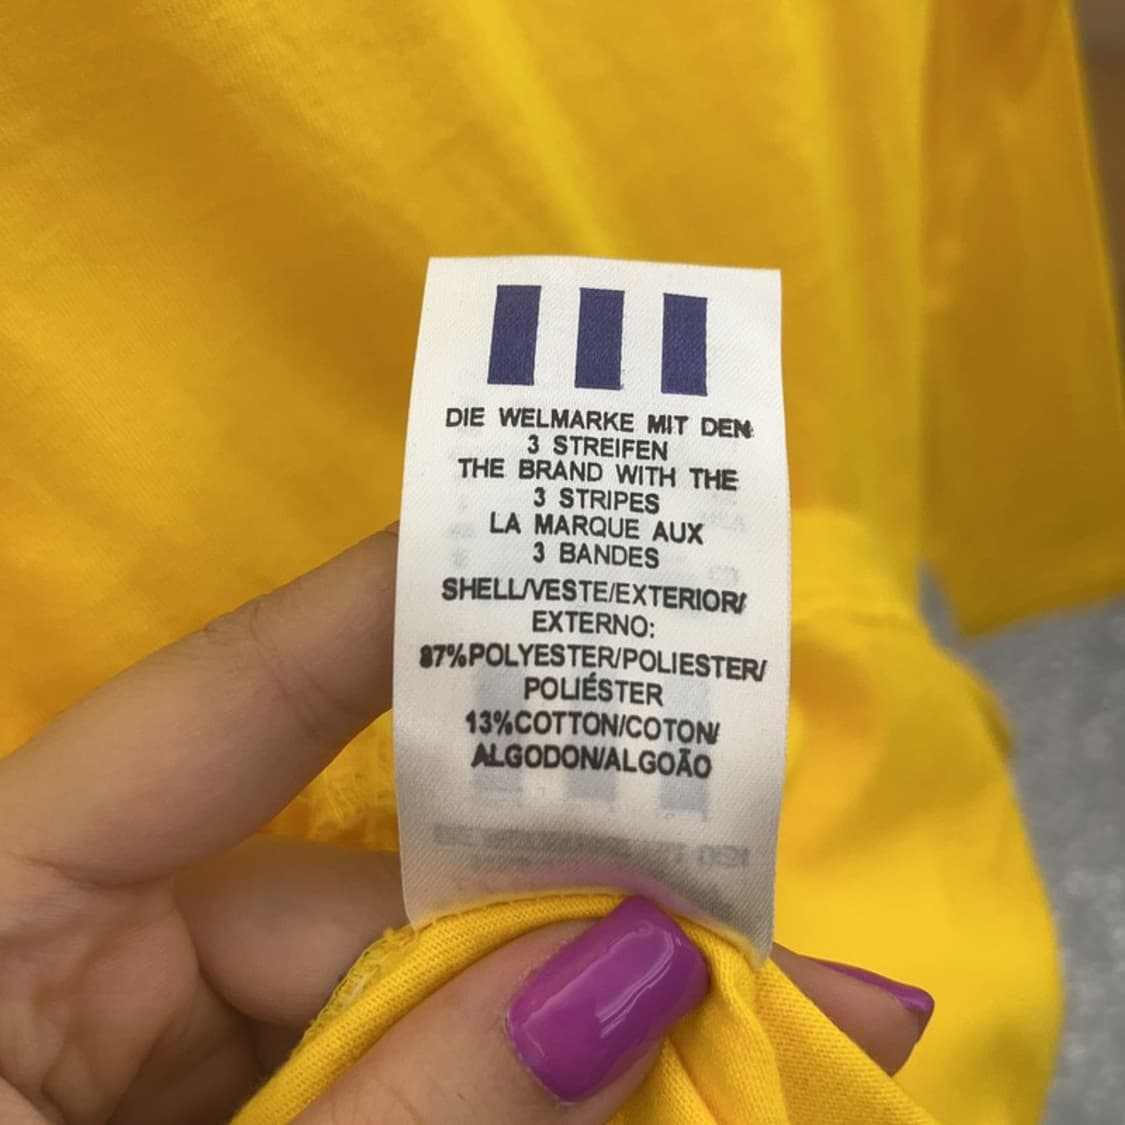 DIE WELMARKE MIT DEN
3 STREIFEN
THE BRAND WITH THE
3 STRIPES
LA MARQUE AUX
3 BANDES
SHELL/VESTE/EXTERIOR/
EXTERNO:
87%POLYESTER/POLIESTER/
POLIÉSTER
13%COTTON/COTON/
ALGODON/ALGOÃO